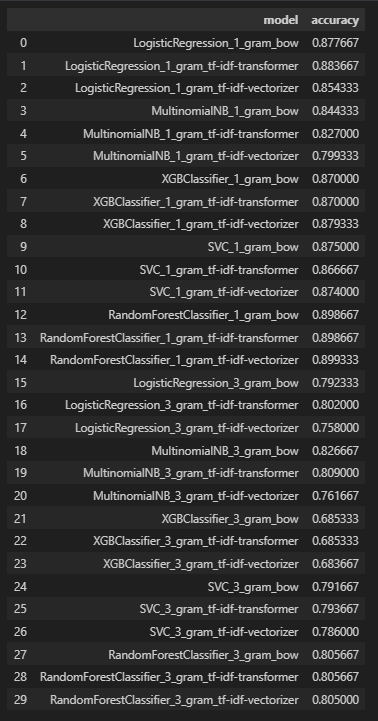 model accuracy
0 LogisticRegression_1_gram_bow 0.877667
1 LogisticRegression_1_gram_tf-idf-transformer 0.883667
2 LogisticRegression_1_gram_tf-idf-vectorizer 0.854333
3 MultinomialNB_1_gram_bow 0.844333
4 MultinomialNB_1_gram_tf-idf-transformer 0.827000
5 MultinomialNB_1_gram_tf-idf-vectorizer 0.799333
6 XGBClassifier_1_gram_bow 0.870000
7 XGBClassifier_1_gram_tf-idf-transformer 0.870000
8 XGBClassifier_1_gram_tf-idf-vectorizer 0.879333
9 SVC_1_gram_bow 0.875000
10 SVC_1_gram_tf-idf-transformer 0.866667
11 SVC_1_gram_tf-idf-vectorizer 0.874000
12 RandomForestClassifier_1_gram_bow 0.898667
13 RandomForestClassifier_1_gram_tf-idf-transformer 0.898667
14 RandomForestClassifier_1_gram_tf-idf-vectorizer 0.899333
15 LogisticRegression_3_gram_bow 0.792333
16 LogisticRegression_3_gram_tf-idf-transformer 0.802000
17 LogisticRegression_3_gram_tf-idf-vectorizer 0.758000
18 MultinomialNB_3_gram_bow 0.826667
19 MultinomialNB_3_gram_tf-idf-transformer 0.809000
20 MultinomialNB_3_gram_tf-idf-vectorizer 0.761667
21 XGBClassifier_3_gram_bow 0.685333
22 XGBClassifier_3_gram_tf-idf-transformer 0.685333
23 XGBClassifier_3_gram_tf-idf-vectorizer 0.683667
24 SVC_3_gram_bow 0.791667
25 SVC_3_gram_tf-idf-transformer 0.793667
26 SVC_3_gram_tf-idf-vectorizer 0.786000
27 RandomForestClassifier_3_gram_bow 0.805667
28 RandomForestClassifier_3_gram_tf-idf-transformer 0.805667
29 RandomForestClassifier_3_gram_tf-idf-vectorizer 0.805000